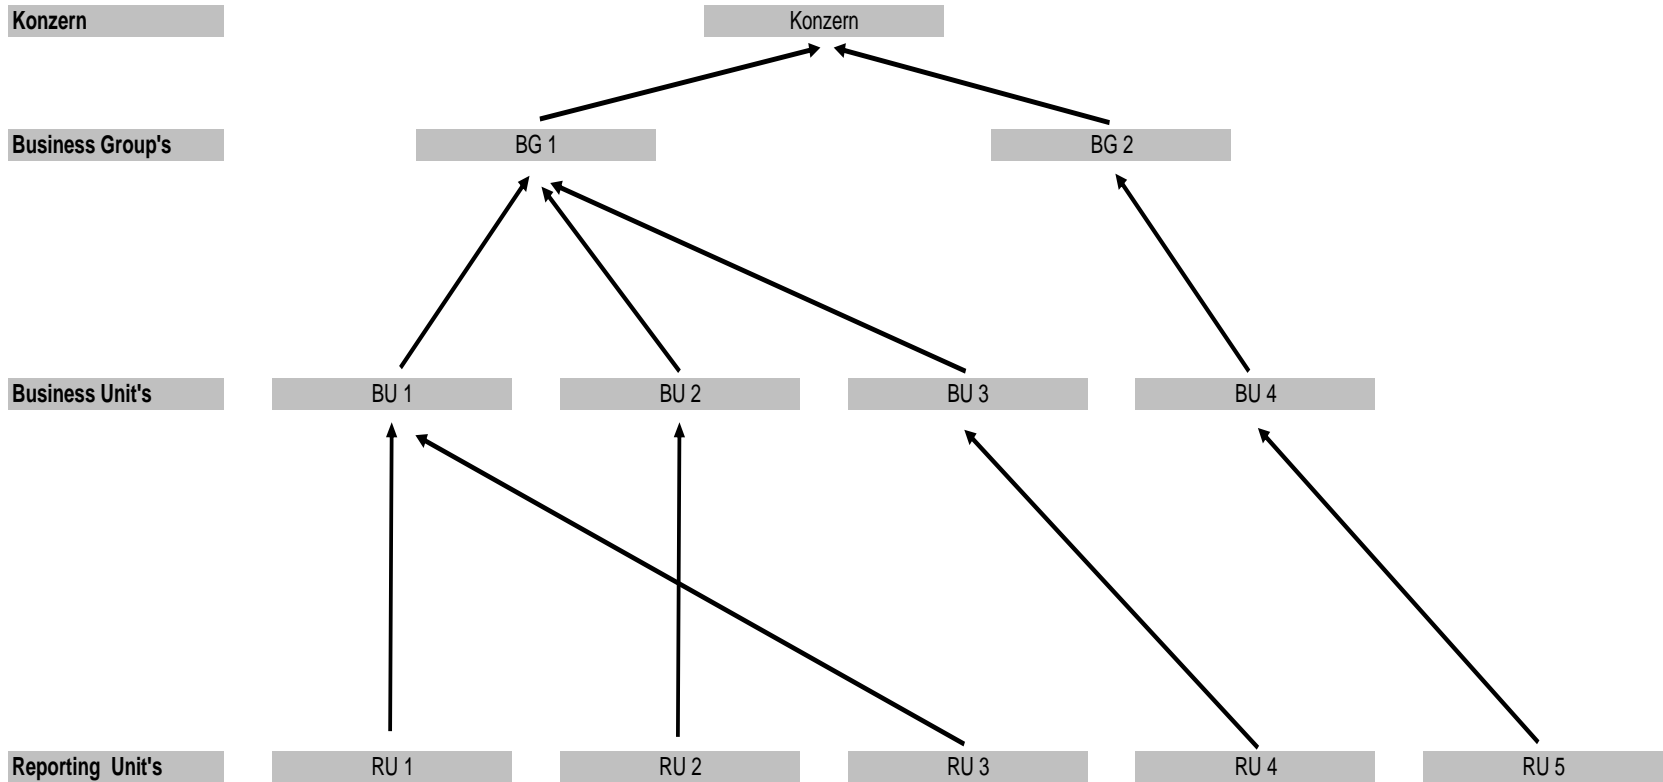 Konzern Konzern
Business Group's BG 1 BG 2
Business Unit's BU 1 BU 2 BU 3 BU 4
Reporting Unit's RU 1 RU 2 RU 3 RU 4 RU 5